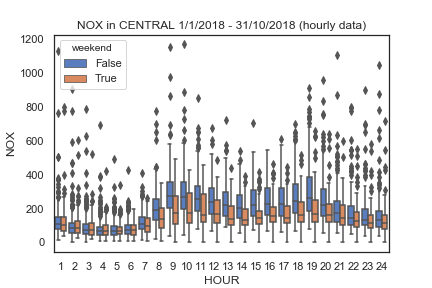 NOX in CENTRAL 1/1/2018 - 31/10/2018 (hourly data)
1200
1000
800
600
400
200
0
NOX
weekend
False
True
1 2 3 4 5 6 7 8 9 10 11 12 13 14 15 16 17 18 19 20 21 22 23 24
HOUR